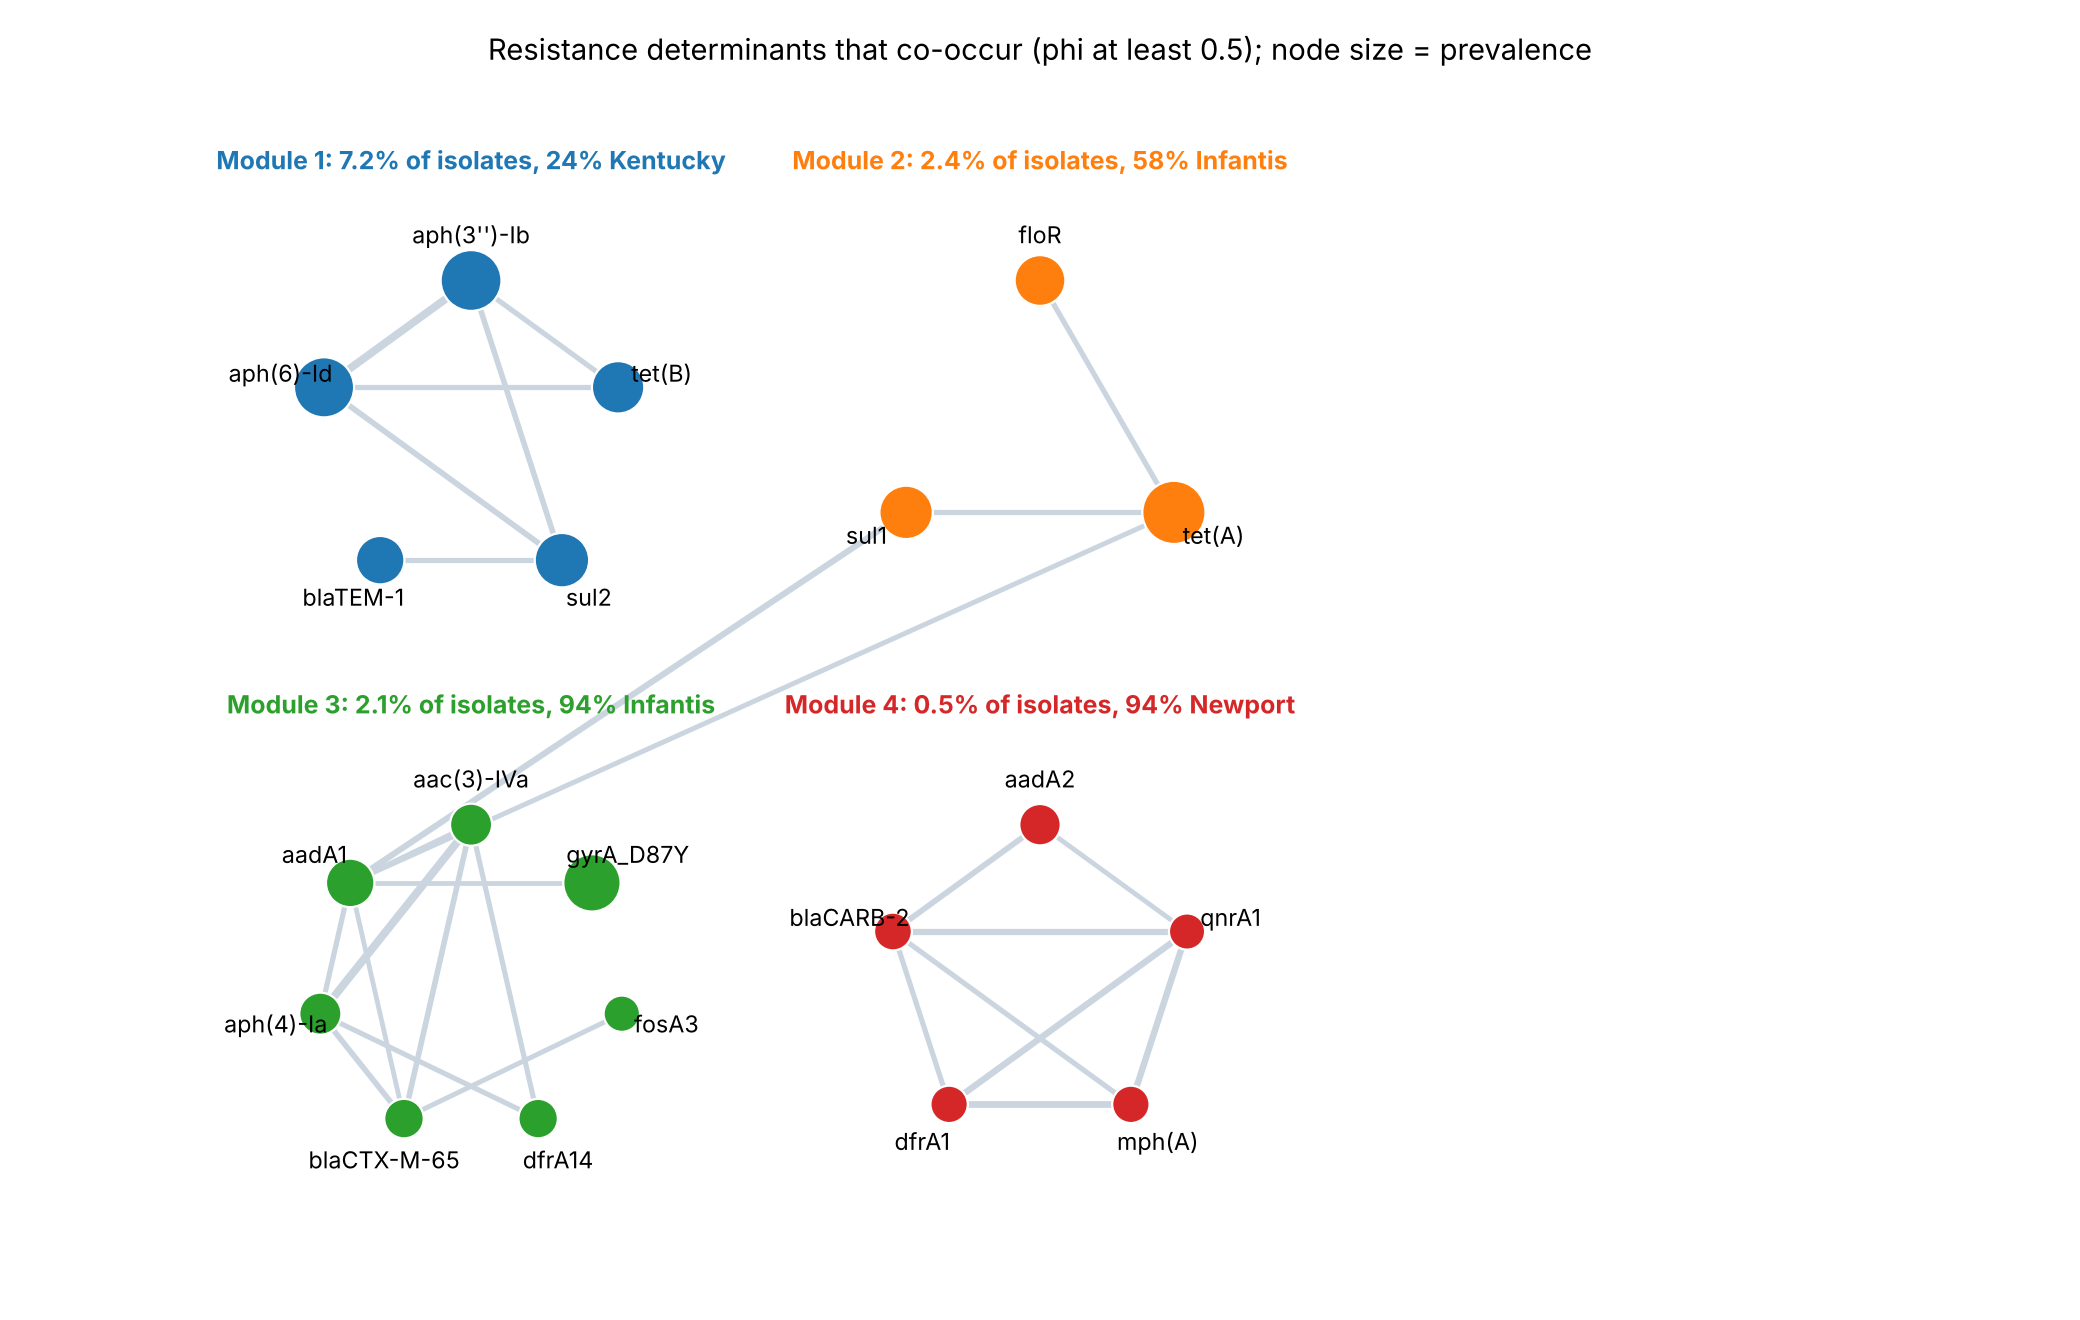 Resistance determinants that co-occur (phi at least 0.5); node size = prevalence
Module 1: 7.2% of isolates, 24% Kentucky
aph(3'')-Ib
aph(6)-Id
tet(B)
blaTEM-1
sul2
Module 2: 2.4% of isolates, 58% Infantis
floR
sul1
tet(A)
Module 3: 2.1% of isolates, 94% Infantis
aac(3)-IVa
aadA1
gyrA_D87Y
aph(4)-Ia
fosA3
blaCTX-M-65
dfrA14
Module 4: 0.5% of isolates, 94% Newport
aadA2
blaCARB-2
qnrA1
dfrA1
mph(A)